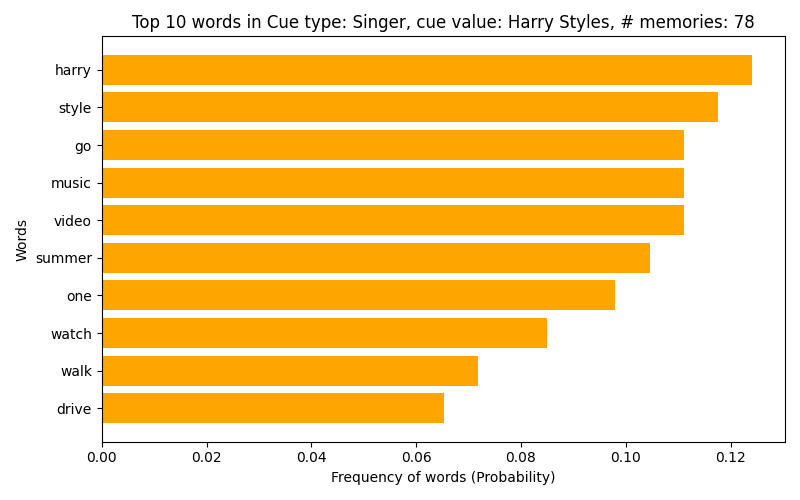 Top 10 words in Cue type: Singer, cue value: Harry Styles, # memories: 78
harry
style
go
music
video
summer
one
watch
walk
drive
Words
0.00 0.02 0.04 0.06 0.08 0.10 0.12
Frequency of words (Probability)